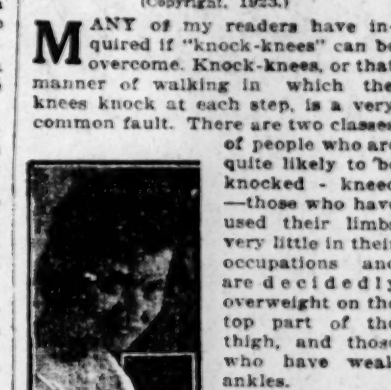 (Copyright, 1923.)
MANY of my readers have in-
quired if "knock-knees" can be
overcome. Knock-knees, or that
manner of walking in which the
knees knock at each step, is a very
common fault. There are two classes
of people who are
quite likely to be
knocked - kneed
—those who have
used their limbs
very little in their
occupations and
are decidedly
overweight on the
top part of the
thigh, and those
who have weak
ankles.